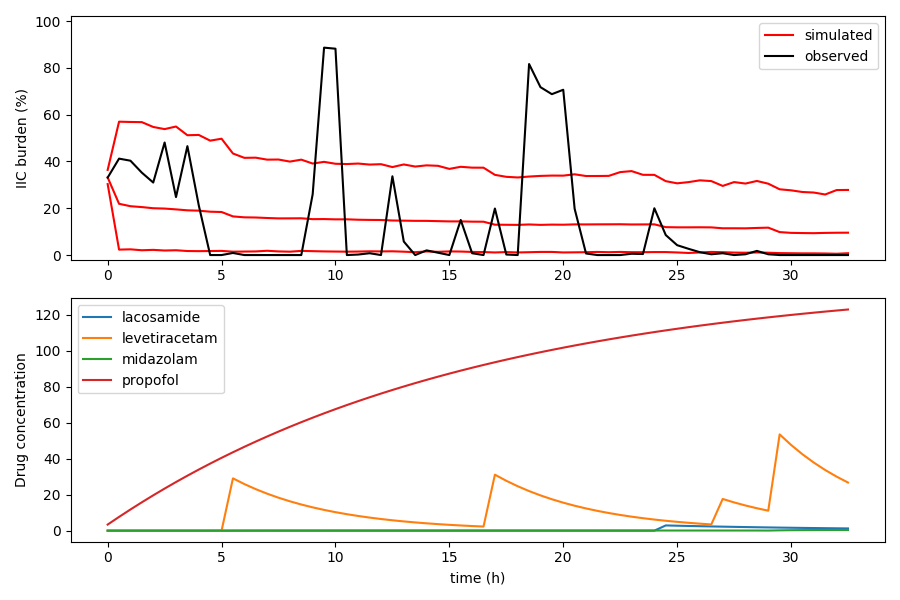 100
80
60
40
20
0
IIC burden (%)
simulated
observed
0 5 10 15 20 25 30
120
100
80
60
40
20
0
Drug concentration
lacosamide
levetiracetam
midazolam
propofol
0 5 10 15 20 25 30
time (h)